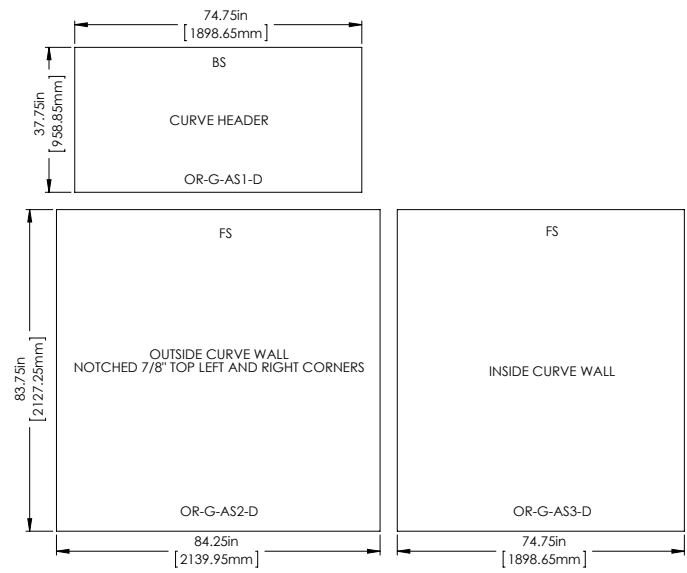 74.75in
[1898.65mm]
37.75in
[958.85mm]
BS
CURVE HEADER
OR-G-AS1-D
83.75in
[2127.25mm]
FS
OUTSIDE CURVE WALL
NOTCHED 7/8" TOP LEFT AND RIGHT CORNERS
OR-G-AS2-D
84.25in
[2139.95mm]
FS
INSIDE CURVE WALL
OR-G-AS3-D
74.75in
[1898.65mm]